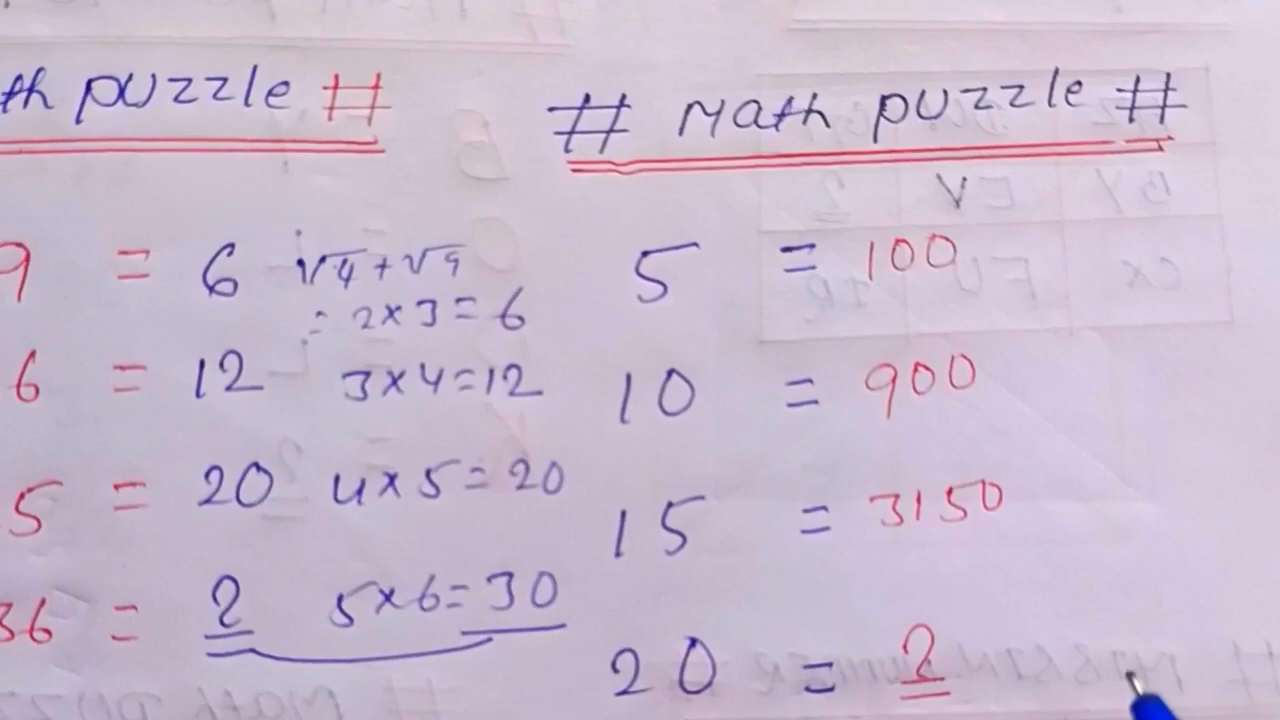 th puzzle #
9 = 6 √4 + √9
= 2 x 3 = 6
6 = 12 3 x 4 = 12
5 = 20 4 x 5 = 20
36 = ? 5 x 6 = 30
# Math puzzle #
5 = 100
10 = 900
15 = 3150
20 = ?